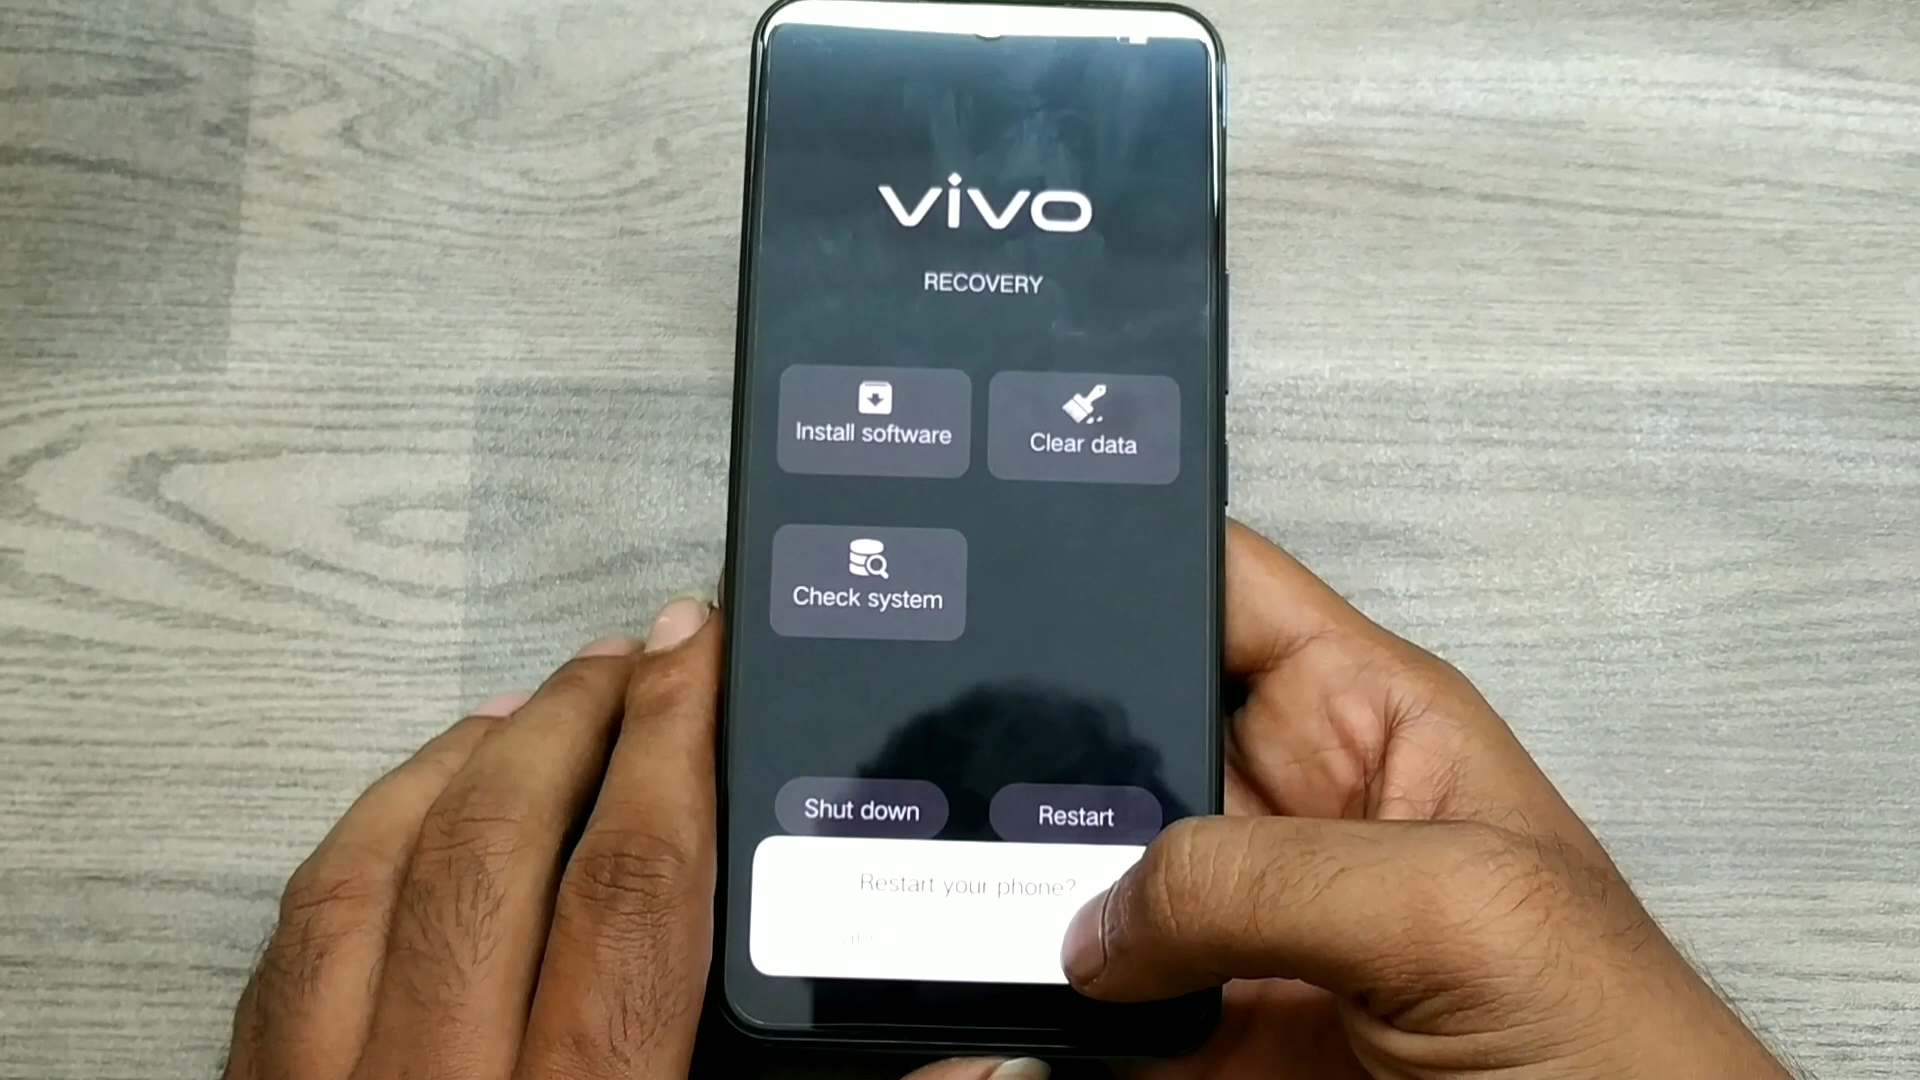 vivo
RECOVERY
Install software
Clear data
Check system
Shut down
Restart
Restart your phone?